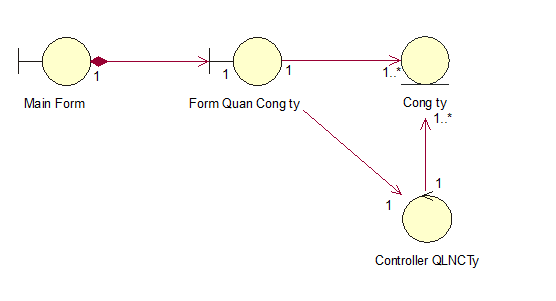 1
1
1
1..*
Main Form
Form Quan Cong ty
Cong ty
1..*
1
1
Controller QLNCTy